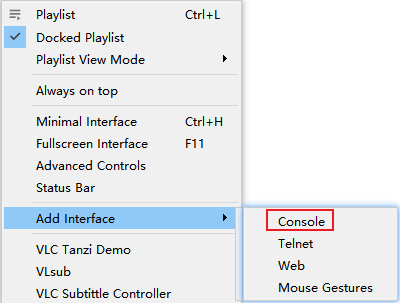 Playlist Ctrl+L
Docked Playlist
Playlist View Mode
Always on top
Minimal Interface Ctrl+H
Fullscreen Interface F11
Advanced Controls
Status Bar
Add Interface
Console
Telnet
Web
Mouse Gestures
VLC Tanzi Demo
VLsub
VLC Subtittle Controller